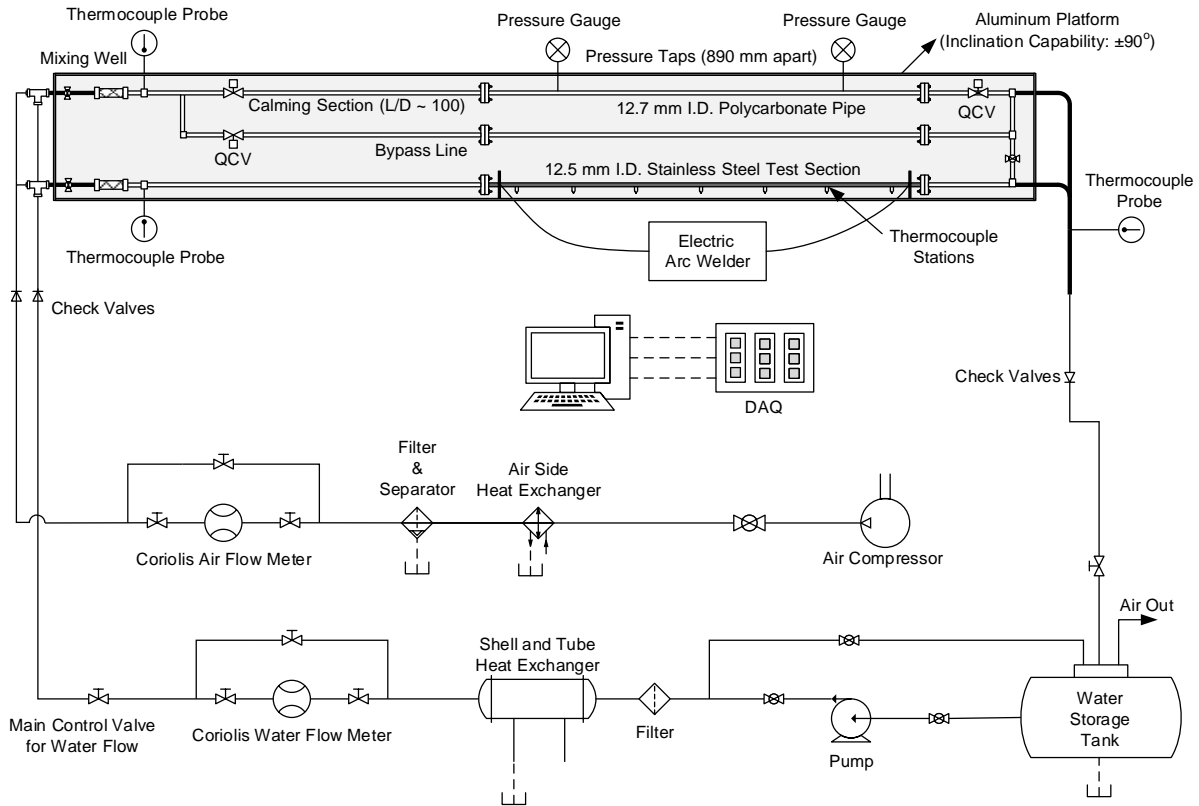 Thermocouple Probe
Pressure Gauge
Pressure Gauge
Aluminum Platform
(Inclination Capability: ±90°)
Mixing Well
Pressure Taps (890 mm apart)
Calming Section (L/D ~ 100)
12.7 mm I.D. Polycarbonate Pipe
QCV
QCV
Bypass Line
12.5 mm I.D. Stainless Steel Test Section
Thermocouple
Probe
Thermocouple Probe
Electric
Arc Welder
Thermocouple
Stations
Check Valves
Check Valves
DAQ
Filter
&
Separator
Air Side
Heat Exchanger
Coriolis Air Flow Meter
Air Compressor
Air Out
Shell and Tube
Heat Exchanger
Main Control Valve
for Water Flow
Coriolis Water Flow Meter
Filter
Pump
Water
Storage
Tank